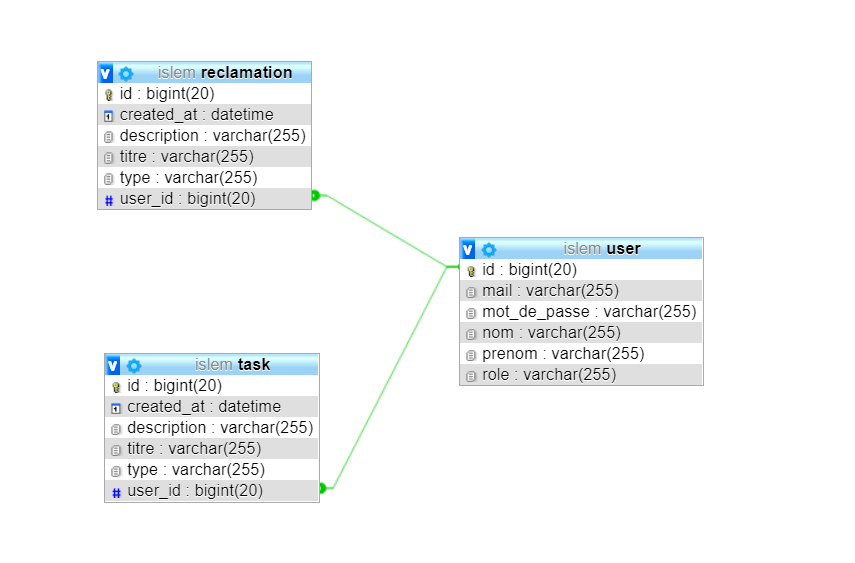 islem reclamation
id : bigint(20)
created_at : datetime
description : varchar(255)
titre : varchar(255)
type : varchar(255)
# user_id : bigint(20)
islem user
id : bigint(20)
mail : varchar(255)
mot_de_passe : varchar(255)
nom : varchar(255)
prenom : varchar(255)
role : varchar(255)
islem task
id : bigint(20)
created_at : datetime
description : varchar(255)
titre : varchar(255)
type : varchar(255)
# user_id : bigint(20)